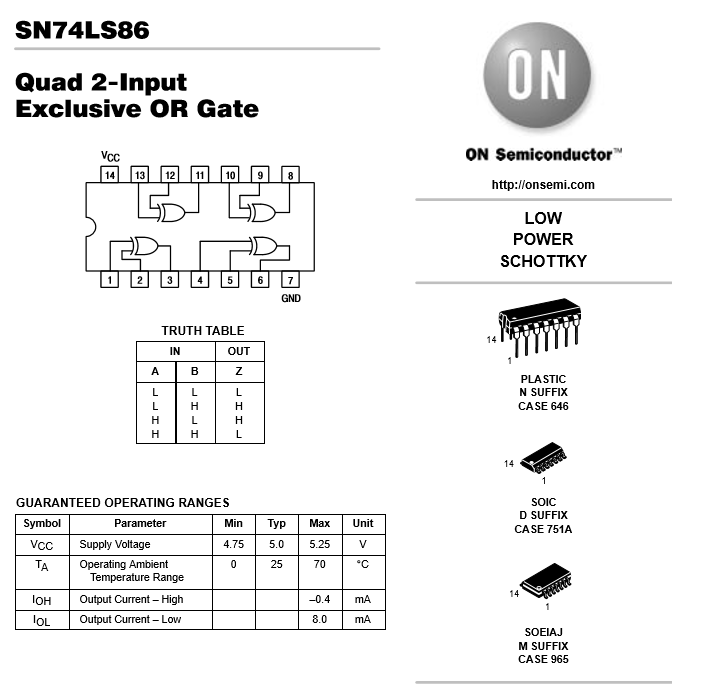 SN74LS86
Quad 2-Input
Exclusive OR Gate
VCC
14 13 12 11 10 9 8
1 2 3 4 5 6 7
GND
TRUTH TABLE
IN OUT
A B Z
L L L
L H H
H L H
H H L
GUARANTEED OPERATING RANGES
Symbol Parameter Min Typ Max Unit
VCC Supply Voltage 4.75 5.0 5.25 V
TA Operating Ambient 0 25 70 °C
Temperature Range
IOH Output Current – High –0.4 mA
IOL Output Current – Low 8.0 mA
ON
ON Semiconductor™
http://onsemi.com
LOW
POWER
SCHOTTKY
14
1
PLASTIC
N SUFFIX
CASE 646
14
1
SOIC
D SUFFIX
CASE 751A
14
1
SOEIAJ
M SUFFIX
CASE 965